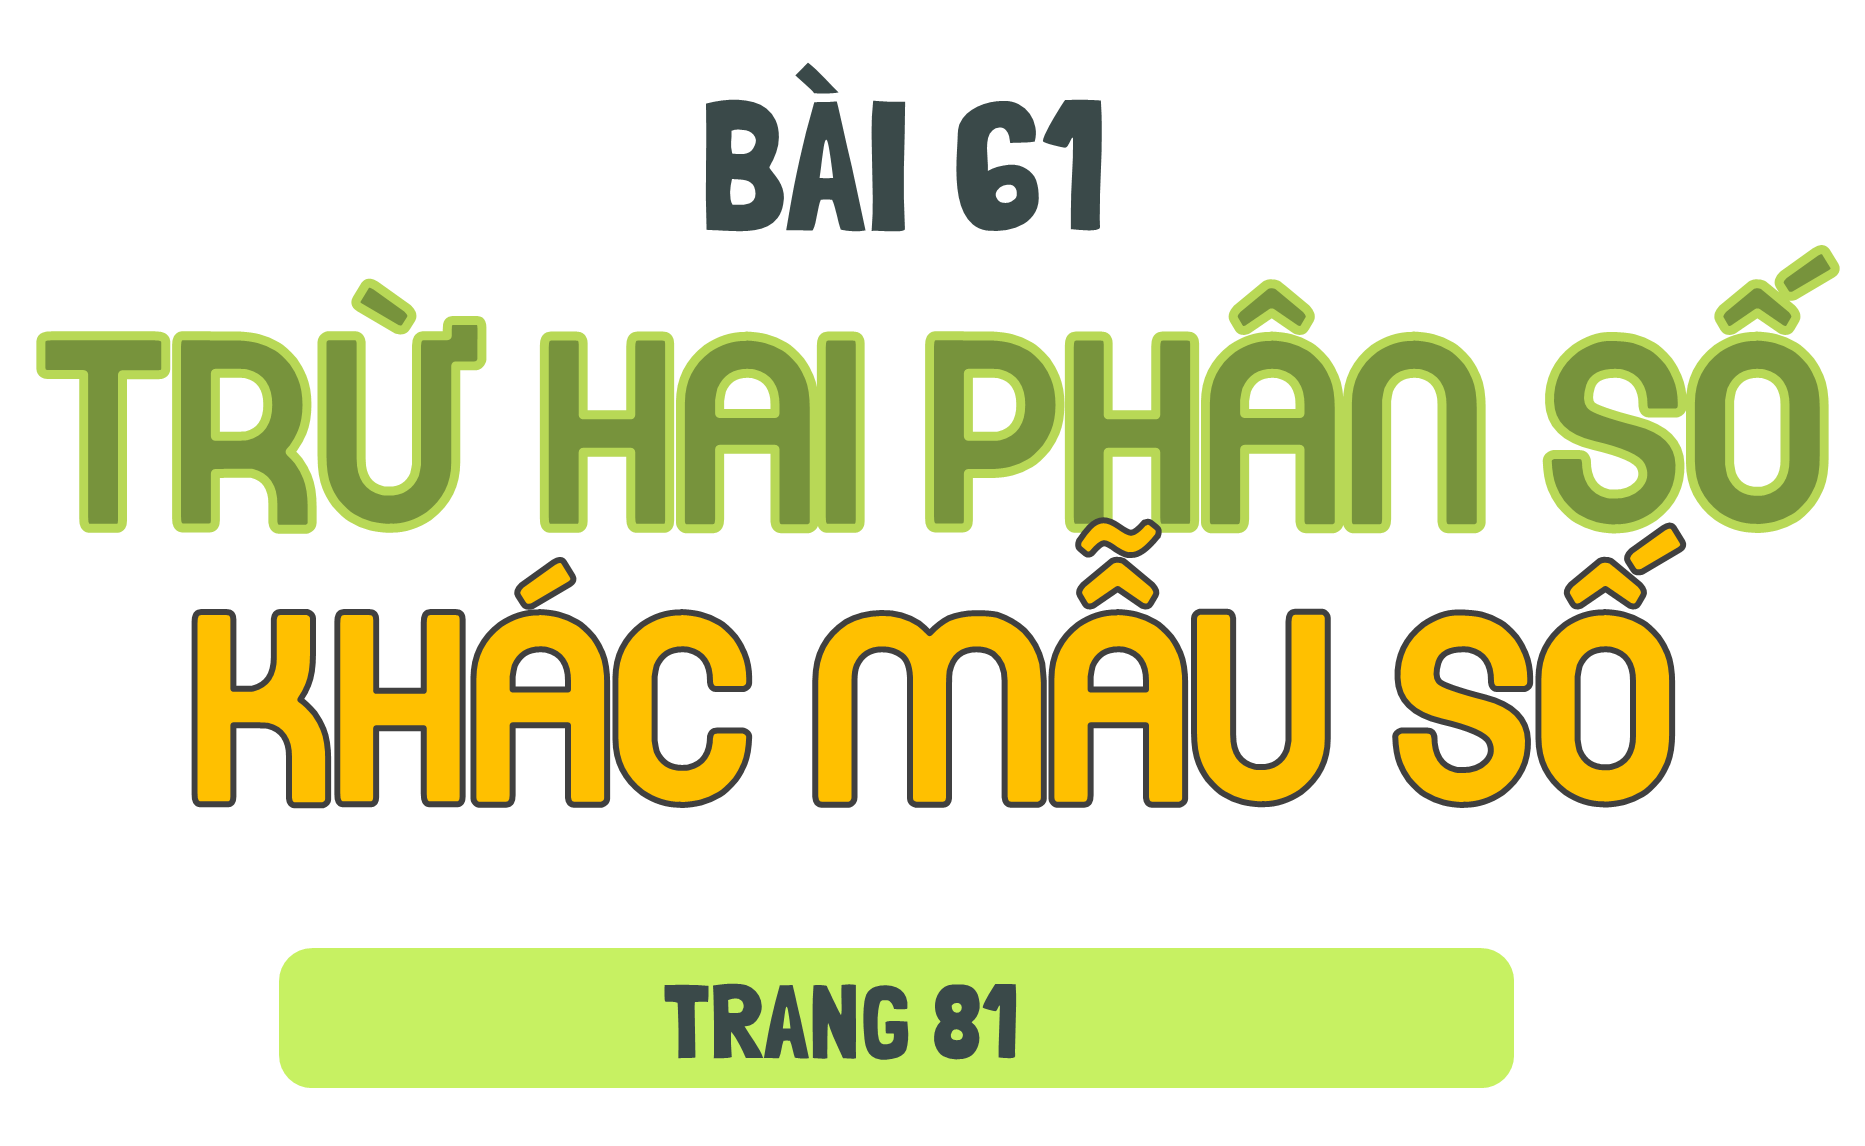 BÀI 61
TRỪ HAI PHÂN SỐ
KHÁC MẪU SỐ
TRANG 81